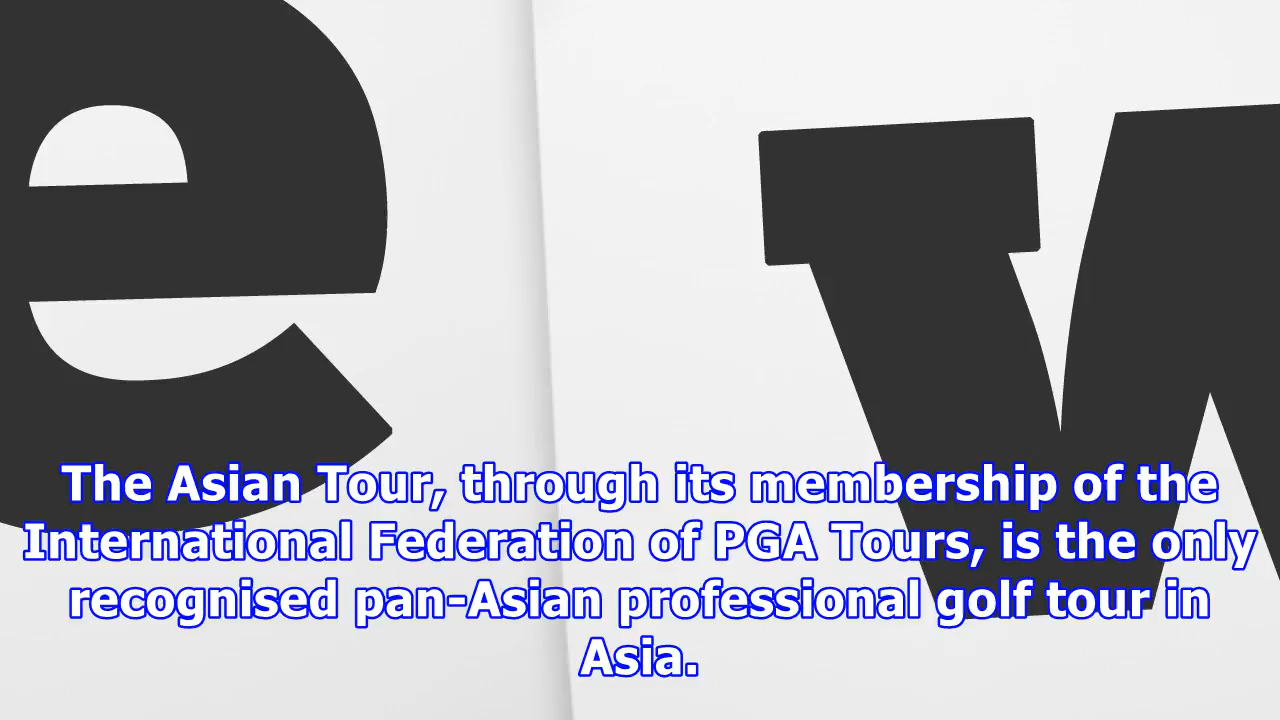 e w
The Asian Tour, through its membership of the
International Federation of PGA Tours, is the only
recognised pan-Asian professional golf tour in
Asia.